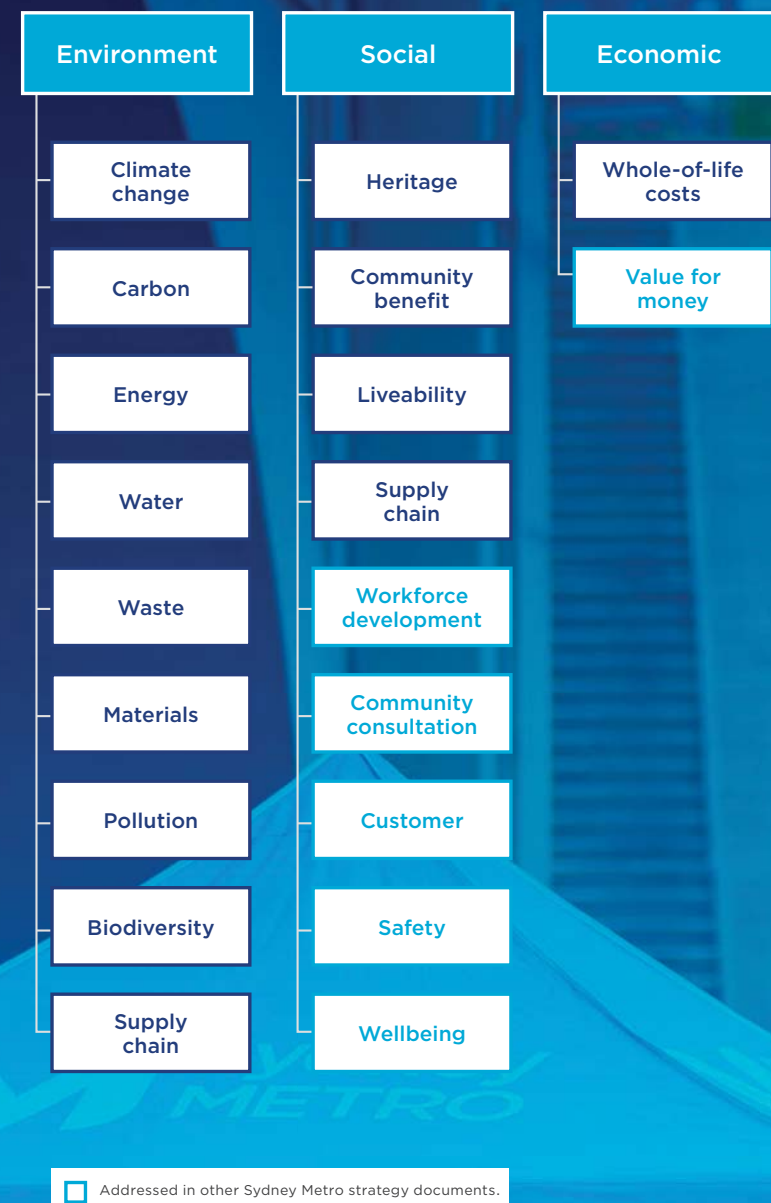 Environment
Climate
change
Carbon
Energy
Water
Waste
Materials
Pollution
Biodiversity
Supply
chain
Social
Heritage
Community
benefit
Liveability
Supply
chain
Workforce
development
Community
consultation
Customer
Safety
Wellbeing
Economic
Whole-of-life
costs
Value for
money
sydney
METRO
Addressed in other Sydney Metro strategy documents.